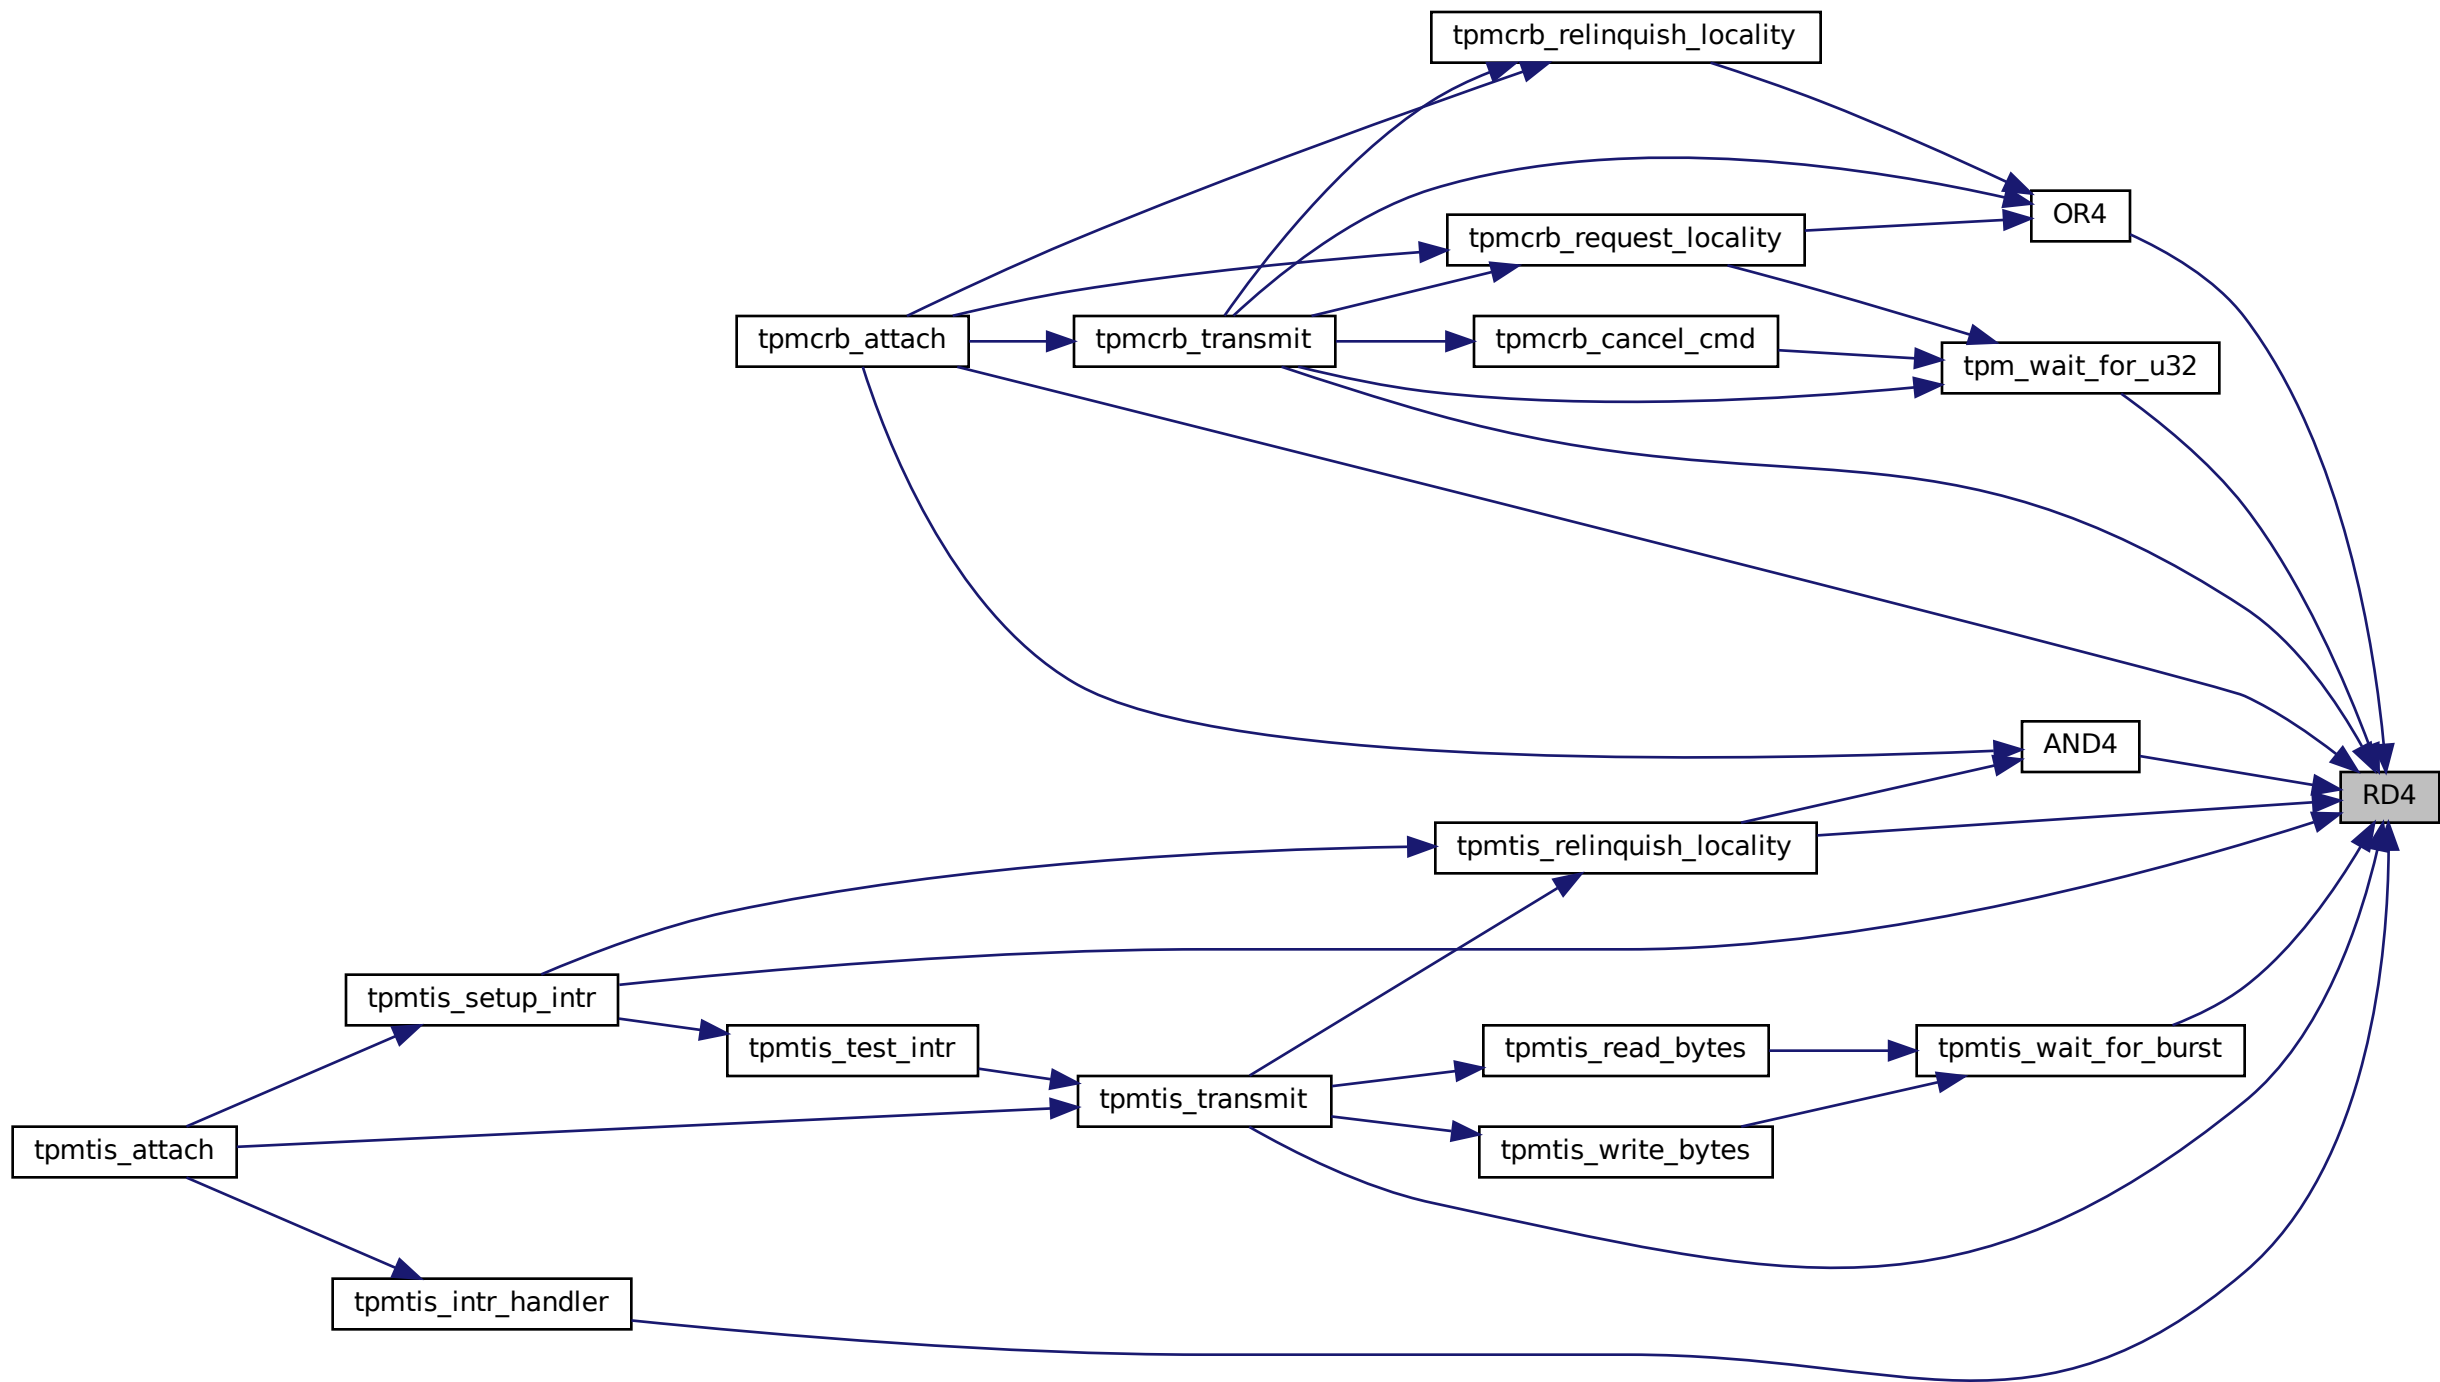 tpmcrb_relinquish_locality
OR4
tpmcrb_request_locality
tpmcrb_attach
tpmcrb_transmit
tpmcrb_cancel_cmd
tpm_wait_for_u32
AND4
RD4
tpmtis_relinquish_locality
tpmtis_setup_intr
tpmtis_test_intr
tpmtis_read_bytes
tpmtis_wait_for_burst
tpmtis_transmit
tpmtis_attach
tpmtis_write_bytes
tpmtis_intr_handler